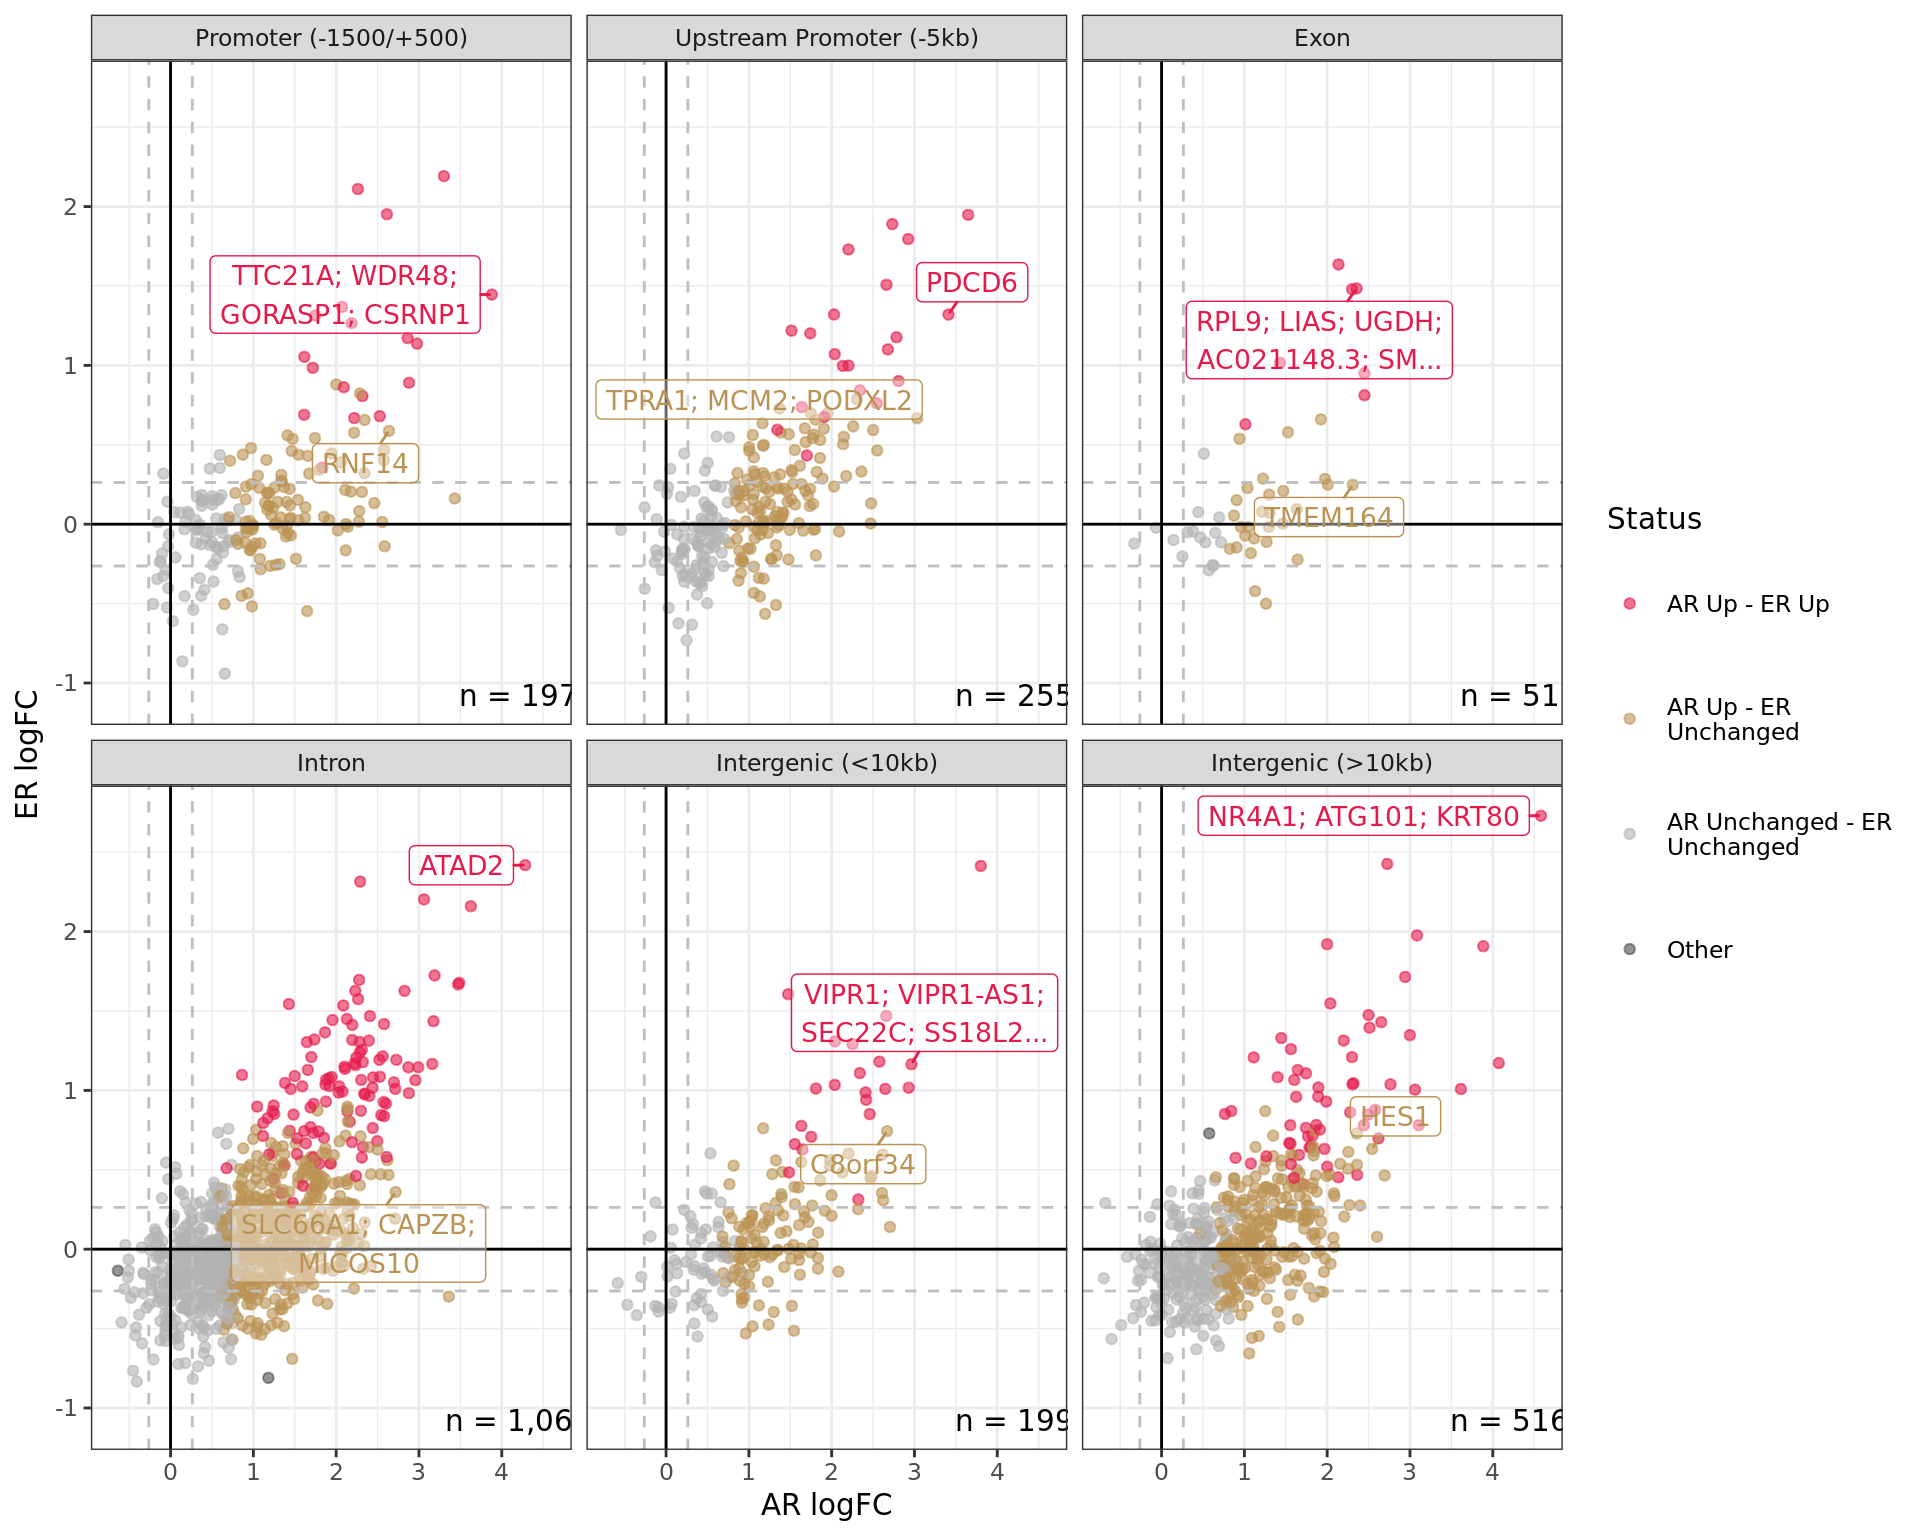 Promoter (-1500/+500)
Upstream Promoter (-5kb)
Exon
TTC21A; WDR48;
GORASP1; CSRNP1
RNF14
n = 197
PDCD6
TPRA1; MCM2; PODXL2
n = 255
RPL9; LIAS; UGDH;
AC021148.3; SM...
TMEM164
n = 51
2
1
0
-1
ER logFC
Intron
Intergenic (<10kb)
Intergenic (>10kb)
ATAD2
SLC66A1; CAPZB;
MICOS10
n = 1,06
VIPR1; VIPR1-AS1;
SEC22C; SS18L2...
C8orf34
n = 199
NR4A1; ATG101; KRT80
HES1
n = 516
2
1
0
-1
0 1 2 3 4
0 1 2 3 4
0 1 2 3 4
AR logFC
Status
AR Up - ER Up
AR Up - ER
Unchanged
AR Unchanged - ER
Unchanged
Other